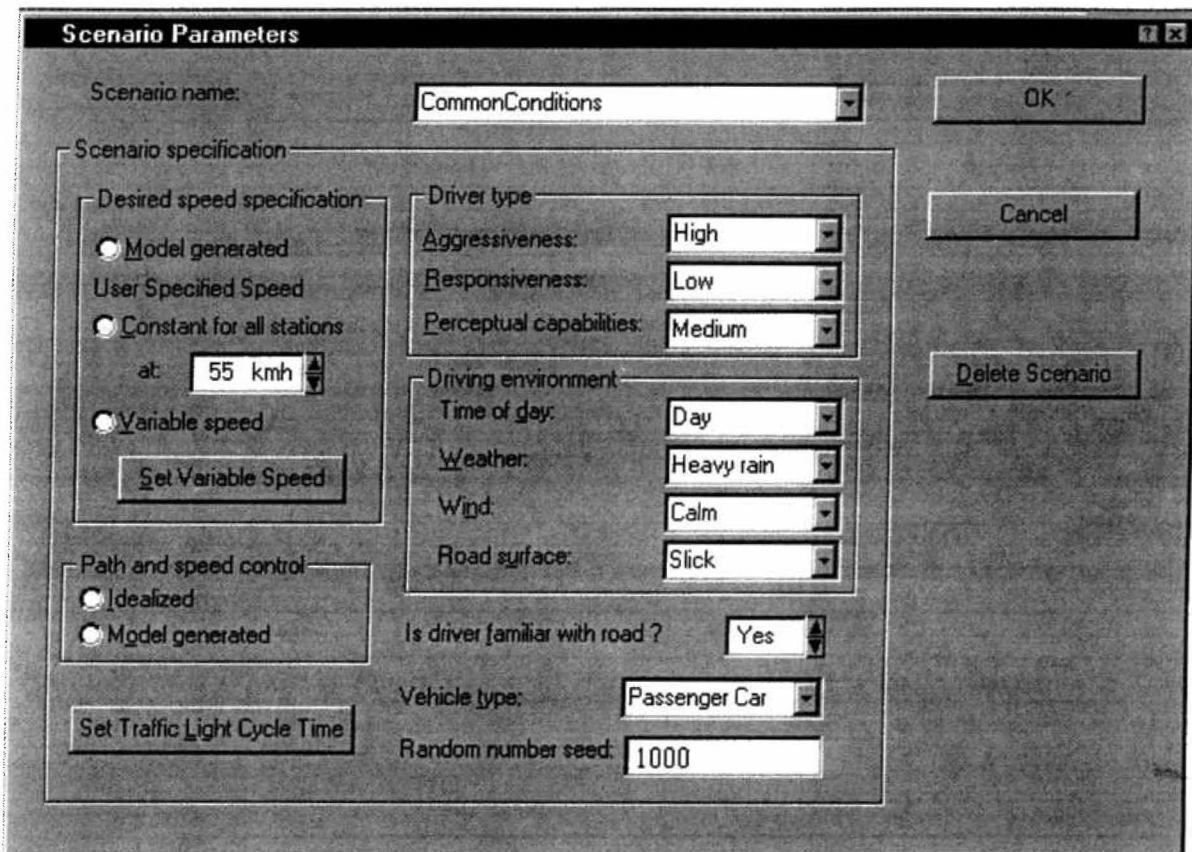 Scenario Parameters
Scenario name:
CommonConditions
OK
Scenario specification
Desired speed specification
Model generated
User Specified Speed
Constant for all stations
at:
55 kmh
Variable speed
Set Variable Speed
Driver type
Aggressiveness:
High
Responsiveness:
Low
Perceptual capabilities:
Medium
Cancel
Driving environment
Time of day:
Day
Weather:
Heavy rain
Wind:
Calm
Road surface:
Slick
Delete Scenario
Path and speed control
Idealized
Model generated
Is driver familiar with road ?
Yes
Vehicle type:
Passenger Car
Set Traffic Light Cycle Time
Random number seed:
1000